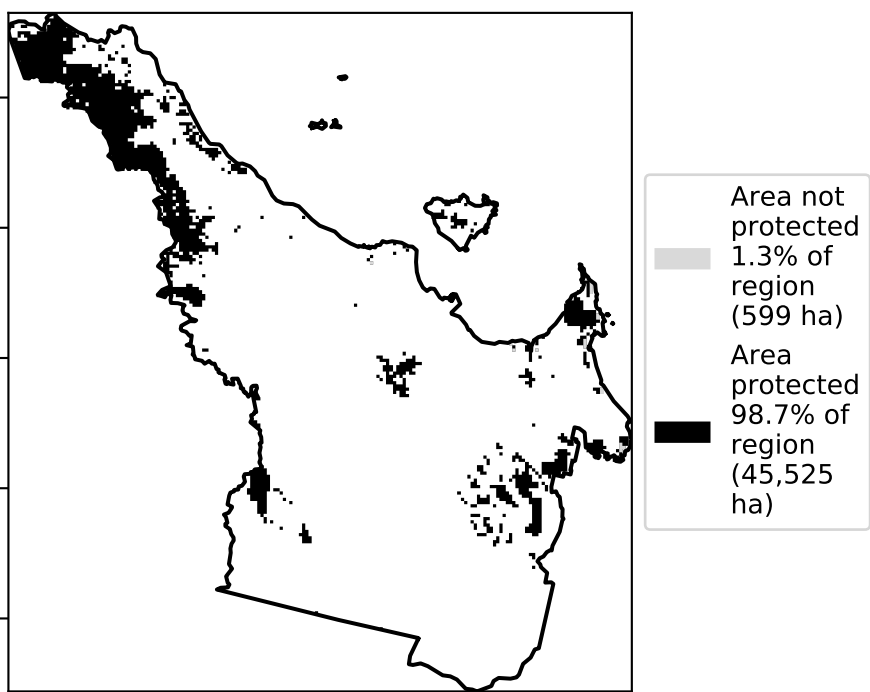 Area not
protected
1.3% of
region
(599 ha)
Area
protected
98.7% of
region
(45,525
ha)